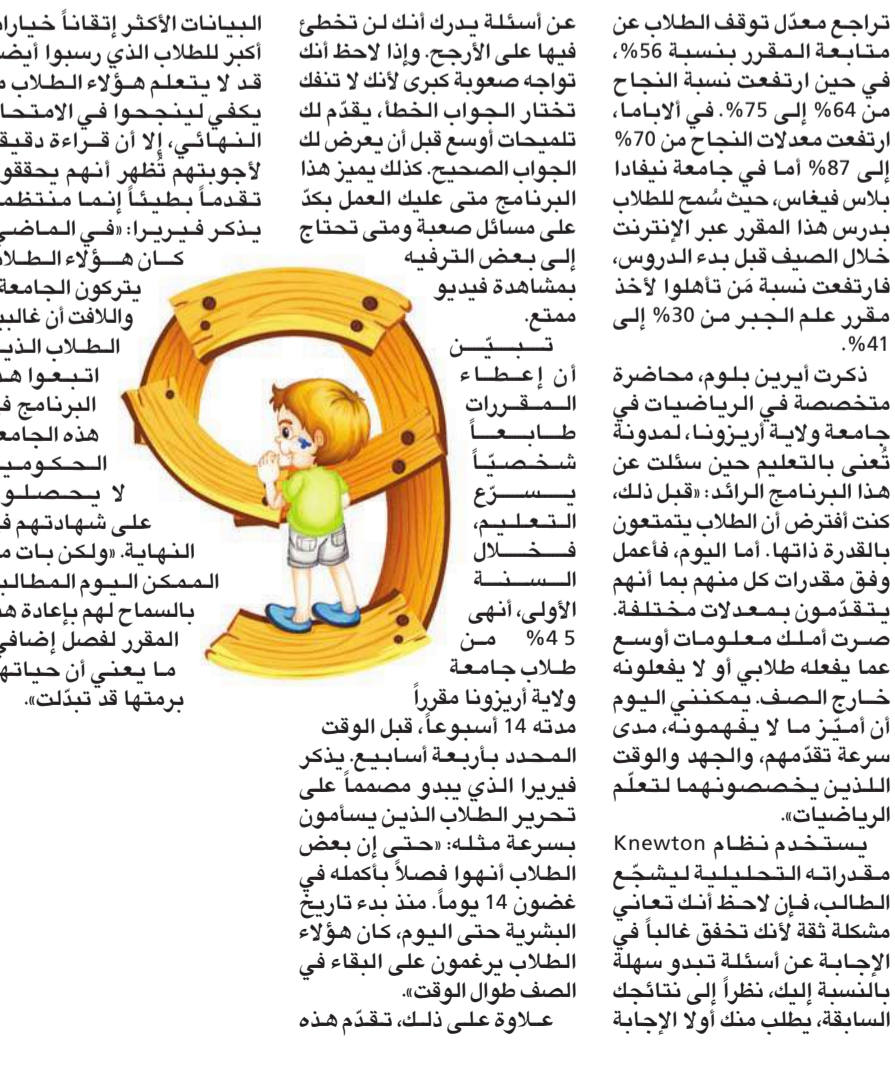 تراجع معدّل توقف الطلاب عن
متابعة المقرر بنسبة 56%،
في حين ارتفعت نسبة النجاح
من 64% إلى 75%. في ألاباما،
ارتفعت معدلات النجاح من 70%
إلى 87% أما في جامعة نيفادا
بلاس فيغاس، حيث سُمح للطلاب
بدرس هذا المقرر عبر الإنترنت
خلال الصيف قبل بدء الدروس،
فارتفعت نسبة مَن تأهلوا لأخذ
مقرر علم الجبر من 30% إلى
41%.
ذكرت أيرين بلوم، محاضرة
متخصصة في الرياضيات في
جامعة ولاية أريزونا، لمدونة
تُعنى بالتعليم حين سئلت عن
هذا البرنامج الرائد: «قبل ذلك،
كنت أفترض أن الطلاب يتمتعون
بالقدرة ذاتها. أما اليوم، فأعمل
وفق مقدرات كل منهم بما أنهم
يتقدّمون بمعدلات مختلفة.
صرت أملك معلومات أوسع
عما يفعله طلابي أو لا يفعلونه
خارج الصف. يمكنني اليوم
أن أميّز ما لا يفهمونه، مدى
سرعة تقدّمهم، والجهد والوقت
اللذين يخصصونهما لتعلّم
الرياضيات».
يستخدم نظام Knewton
مقدراته التحليلية ليشجّع
الطالب، فإن لاحظ أنك تعاني
مشكلة ثقة لأنك تخفق غالباً في
الإجابة عن أسئلة تبدو سهلة
بالنسبة إليك، نظراً إلى نتائجك
السابقة، يطلب منك أولا الإجابة
عن أسئلة يدرك أنك لن تخطئ
فيها على الأرجح. وإذا لاحظ أنك
تواجه صعوبة كبرى لأنك لا تنفك
تختار الجواب الخطأ، يقدّم لك
تلميحات أوسع قبل أن يعرض لك
الجواب الصحيح. كذلك يميز هذا
البرنامج متى عليك العمل بكدّ
على مسائل صعبة ومتى تحتاج
إلى بعض الترفيه
بمشاهدة فيديو
ممتع.
تبيّن
أن إعطاء
المقررات
طابعاً
شخصيّاً
يسرّع
التعليم،
فخلال
السنة
الأولى، أنهى
45% من
طلاب جامعة
ولاية أريزونا مقرراً
مدته 14 أسبوعاً، قبل الوقت
المحدد بأربعة أسابيع. يذكر
فيريرا الذي يبدو مصمماً على
تحرير الطلاب الذين يسأمون
بسرعة مثله: «حتى إن بعض
الطلاب أنهوا فصلاً بأكمله في
غضون 14 يوماً. منذ بدء تاريخ
البشرية حتى اليوم، كان هؤلاء
الطلاب يرغمون على البقاء في
الصف طوال الوقت».
علاوة على ذلك، تقدّم هذه
البيانات الأكثر إتقاناً
أكبر للطلاب الذي رسبوا
قد لا يتعلم هؤلاء الطلاب
يكفي لينجحوا في
النهائي، إلا أن قراءة
لأجوبتهم تُظهر أنهم
تقدماً بطيئاً إنما
يذكر فيريرا: «في
كان هؤلاء
يتركون الجامعة
واللافت أن
الطلاب
اتبعوا
البرنامج
هذه
لا
على شهادتهم
النهاية. «ولكن بات
الممكن اليوم
بالسماح لهم بإعادة
المقرر لفصل
ما يعني أن
برمتها قد تبدّلت».